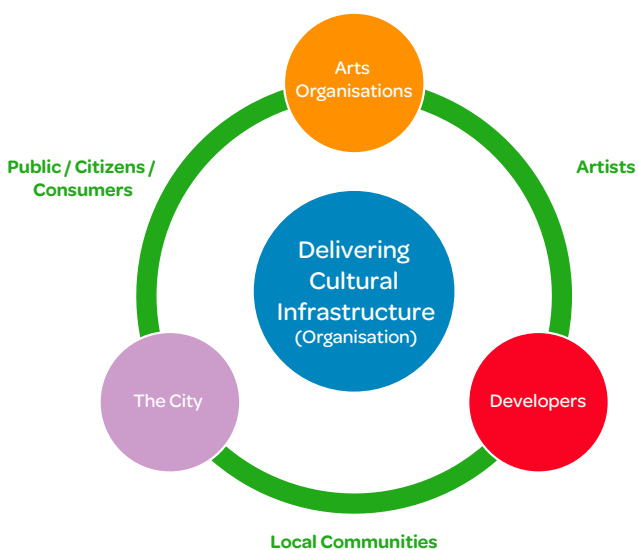 Arts
Organisations
Public / Citizens /
Consumers
Artists
Delivering
Cultural
Infrastructure
(Organisation)
The City
Developers
Local Communities